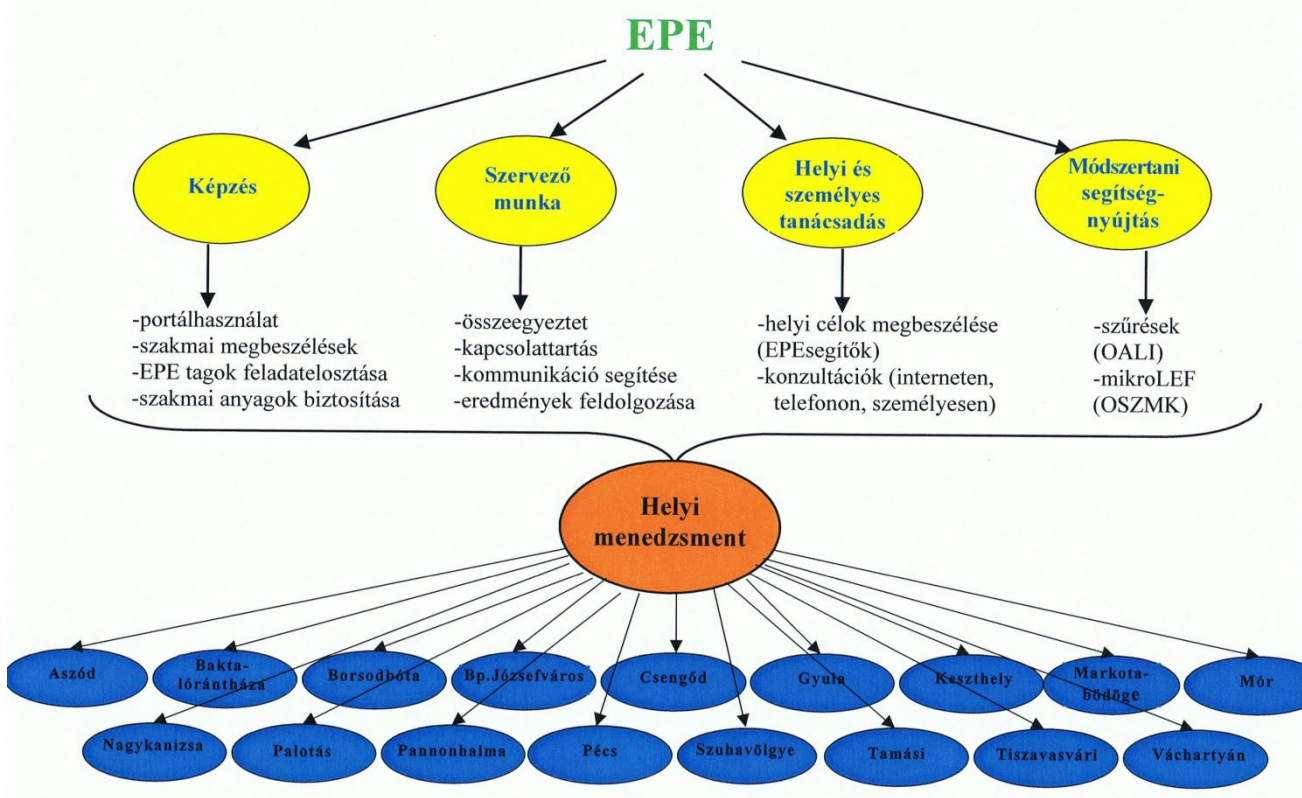 EPE
Képzés
Szervező
munka
Helyi és
személyes
tanácsadás
Módszertani
segítség-
nyújtás
-portálhasználat
-szakmai megbeszélések
-EPE tagok feladatelosztása
-szakmai anyagok biztosítása
-összeegyeztet
-kapcsolattartás
-kommunikáció segítése
-eredmények feldolgozása
-helyi célok megbeszélése
(EPEsegítők)
-konzultációk (interneten,
telefonon, személyesen)
-szűrések
(OALI)
-mikroLEF
(OSZMK)
Helyi
menedzsment
Aszód
Bakta-
lórántháza
Borsodbóta
Bp.Józsefváros
Csengőd
Gyula
Keszthely
Markota-
bödöge
Mór
Nagykanizsa
Palotás
Pannonhalma
Pécs
Szuhavölgye
Tamási
Tiszavasvári
Váchartyán